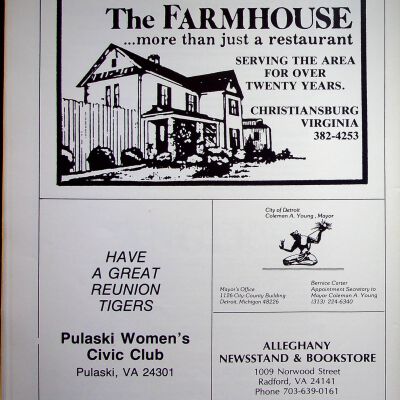 The FARMHOUSE
...more than just a restaurant
SERVING THE AREA
FOR OVER
TWENTY YEARS.
CHRISTIANSBURG
VIRGINIA
382-4253
HAVE
A GREAT
REUNION
TIGERS
Pulaski Women's
Civic Club
Pulaski, VA 24301
City of Detroit
Coleman A. Young, Mayor
Mayor's Office
1126 City County Building
Detroit, Michigan 48226
Bernice Carter
Appointment Secretary to
Mayor Coleman A. Young
(313) 224-6340
ALLEGHANY
NEWSSTAND & BOOKSTORE
1009 Norwood Street
Radford, VA 24141
Phone 703-639-0161